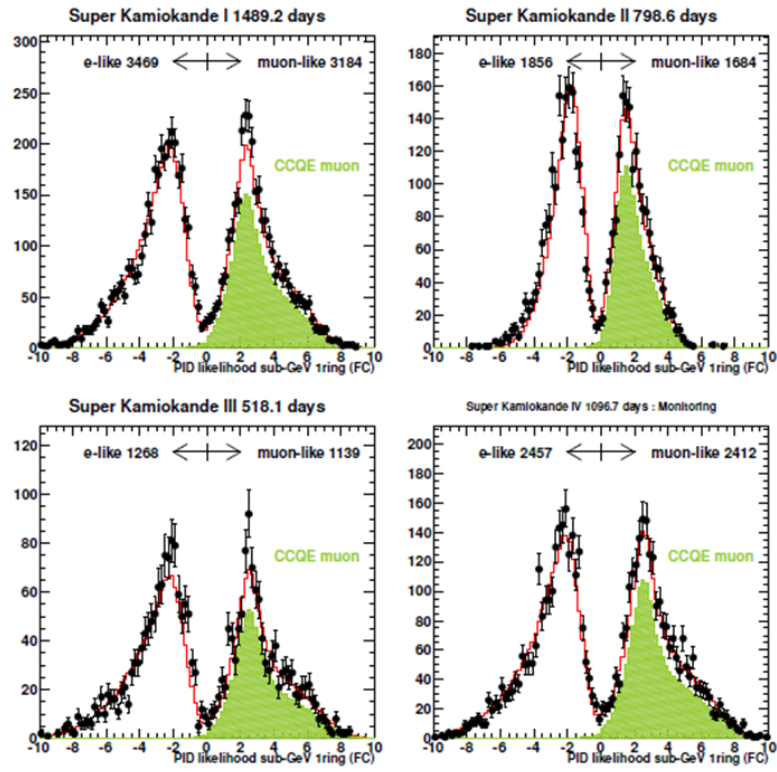 Super Kamiokande I 1489.2 days
e-like 3469 muon-like 3184
CCQE muon
300
250
200
150
100
50
0
-10 -8 -6 -4 -2 0 2 4 6 8 10
PID likelihood sub-GeV 1ring (FC)
Super Kamiokande II 798.6 days
e-like 1856 muon-like 1684
CCQE muon
180
160
140
120
100
80
60
40
20
0
-10 -8 -6 -4 -2 0 2 4 6 8 10
PID likelihood sub-GeV 1ring (FC)
Super Kamiokande III 518.1 days
e-like 1268 muon-like 1139
CCQE muon
120
100
80
60
40
20
0
-10 -8 -6 -4 -2 0 2 4 6 8 10
PID likelihood sub-GeV 1ring (FC)
Super Kamiokande IV 1096.7 days : Monitoring
e-like 2457 muon-like 2412
CCQE muon
200
180
160
140
120
100
80
60
40
20
0
-10 -8 -6 -4 -2 0 2 4 6 8 10
PID likelihood sub-GeV 1ring (FC)